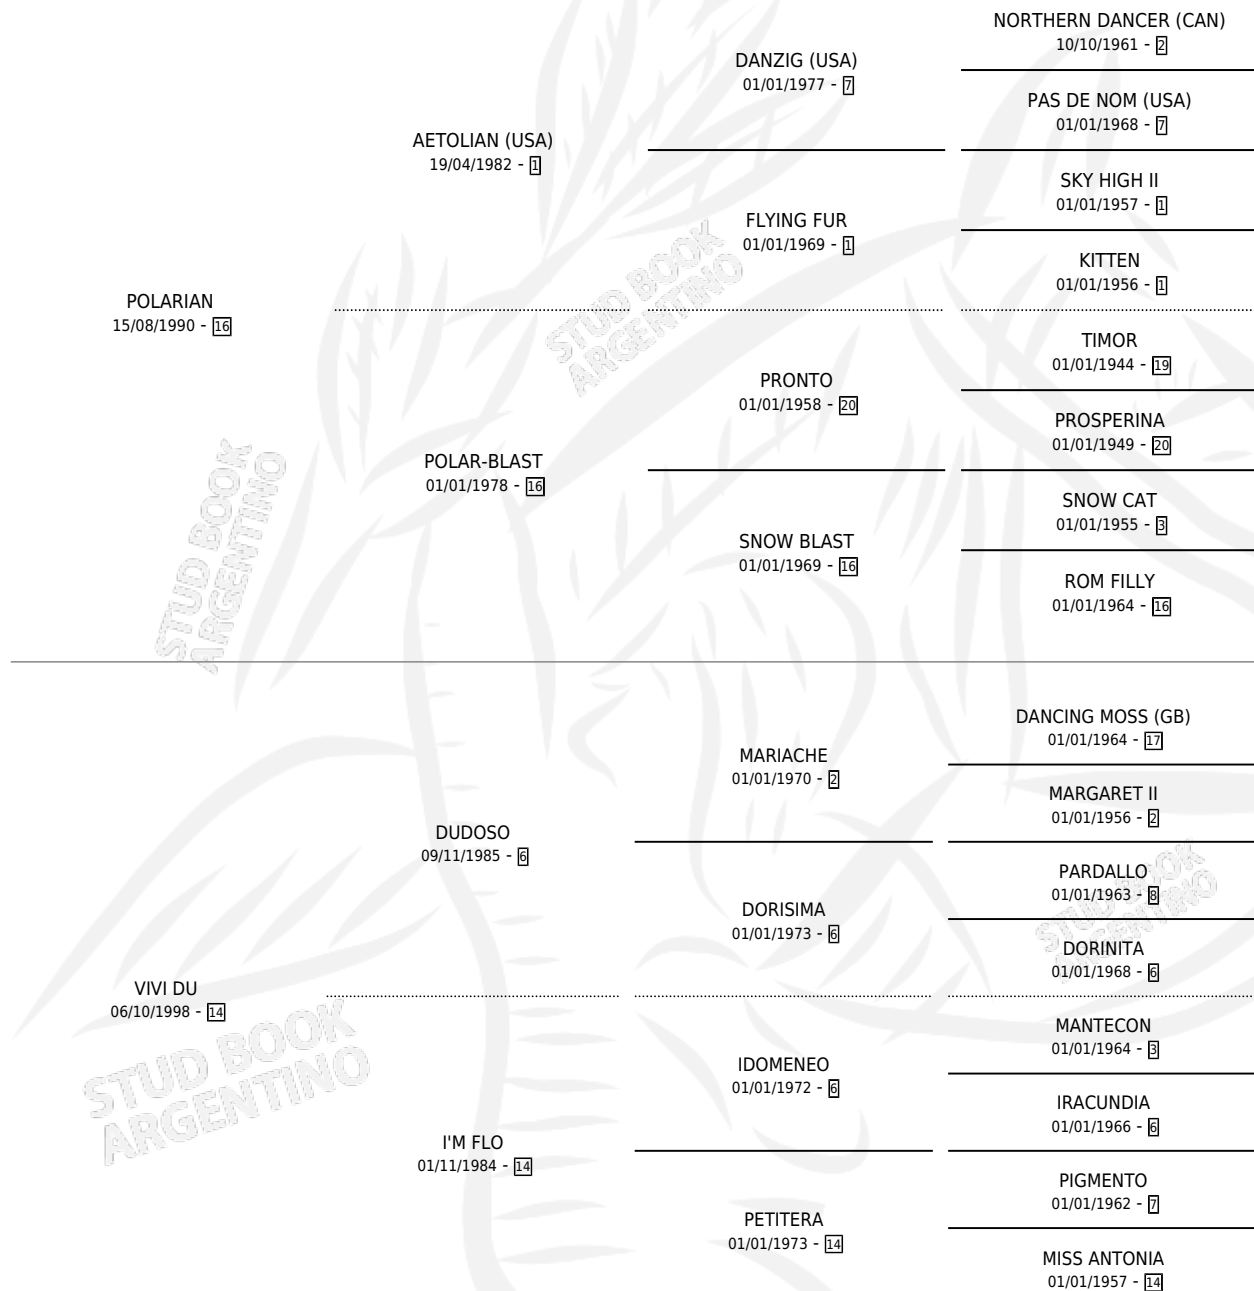 NORTHERN DANCER (CAN)
10/10/1961 - 2
DANZIG (USA)
01/01/1977 - 7
PAS DE NOM (USA)
01/01/1968 - 7
AETOLIAN (USA)
19/04/1982 - 1
SKY HIGH II
01/01/1957 - 1
FLYING FUR
01/01/1969 - 1
KITTEN
01/01/1956 - 1
POLARIAN
15/08/1990 - 16
TIMOR
01/01/1944 - 19
PRONTO
01/01/1958 - 20
PROSPERINA
01/01/1949 - 20
POLAR-BLAST
01/01/1978 - 16
SNOW CAT
01/01/1955 - 3
SNOW BLAST
01/01/1969 - 16
ROM FILLY
01/01/1964 - 16
DANCING MOSS (GB)
01/01/1964 - 17
MARIACHE
01/01/1970 - 2
MARGARET II
01/01/1956 - 2
DUDOSO
09/11/1985 - 6
PARDALLO
01/01/1963 - 8
DORISIMA
01/01/1973 - 6
DORINITA
01/01/1968 - 6
VIVI DU
06/10/1998 - 14
MANTECON
01/01/1964 - 3
IDOMENEO
01/01/1972 - 6
IRACUNDIA
01/01/1966 - 6
I'M FLO
01/11/1984 - 14
PIGMENTO
01/01/1962 - 7
PETITERA
01/01/1973 - 14
MISS ANTONIA
01/01/1957 - 14
STUD BOOK
ARGENTINO
STUD BOOK
ARGENTINO
STUD BOOK
ARGENTINO
STUD BOOK
ARGENTINO